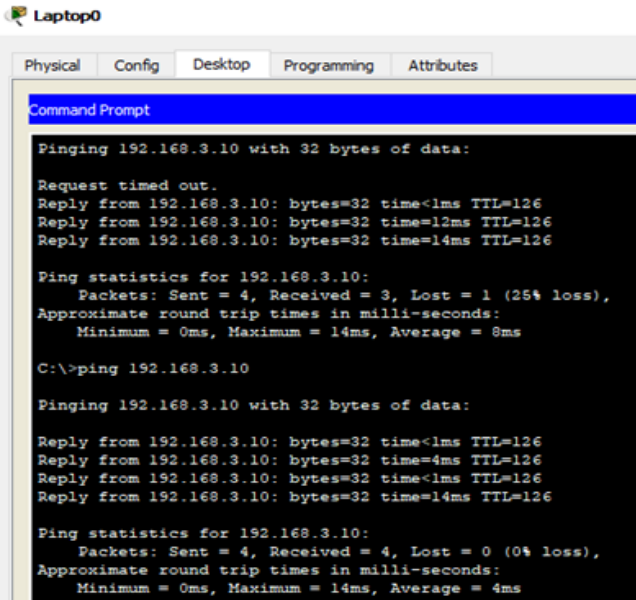 Laptop0
Physical Config Desktop Programming Attributes
Command Prompt
Pinging 192.168.3.10 with 32 bytes of data:
Request timed out.
Reply from 192.168.3.10: bytes=32 time<1ms TTL=126
Reply from 192.168.3.10: bytes=32 time=12ms TTL=126
Reply from 192.168.3.10: bytes=32 time=14ms TTL=126
Ping statistics for 192.168.3.10:
Packets: Sent = 4, Received = 3, Lost = 1 (25% loss),
Approximate round trip times in milli-seconds:
Minimum = 0ms, Maximum = 14ms, Average = 8ms
C:\>ping 192.168.3.10
Pinging 192.168.3.10 with 32 bytes of data:
Reply from 192.168.3.10: bytes=32 time<1ms TTL=126
Reply from 192.168.3.10: bytes=32 time=4ms TTL=126
Reply from 192.168.3.10: bytes=32 time<1ms TTL=126
Reply from 192.168.3.10: bytes=32 time=14ms TTL=126
Ping statistics for 192.168.3.10:
Packets: Sent = 4, Received = 4, Lost = 0 (0% loss),
Approximate round trip times in milli-seconds:
Minimum = 0ms, Maximum = 14ms, Average = 4ms